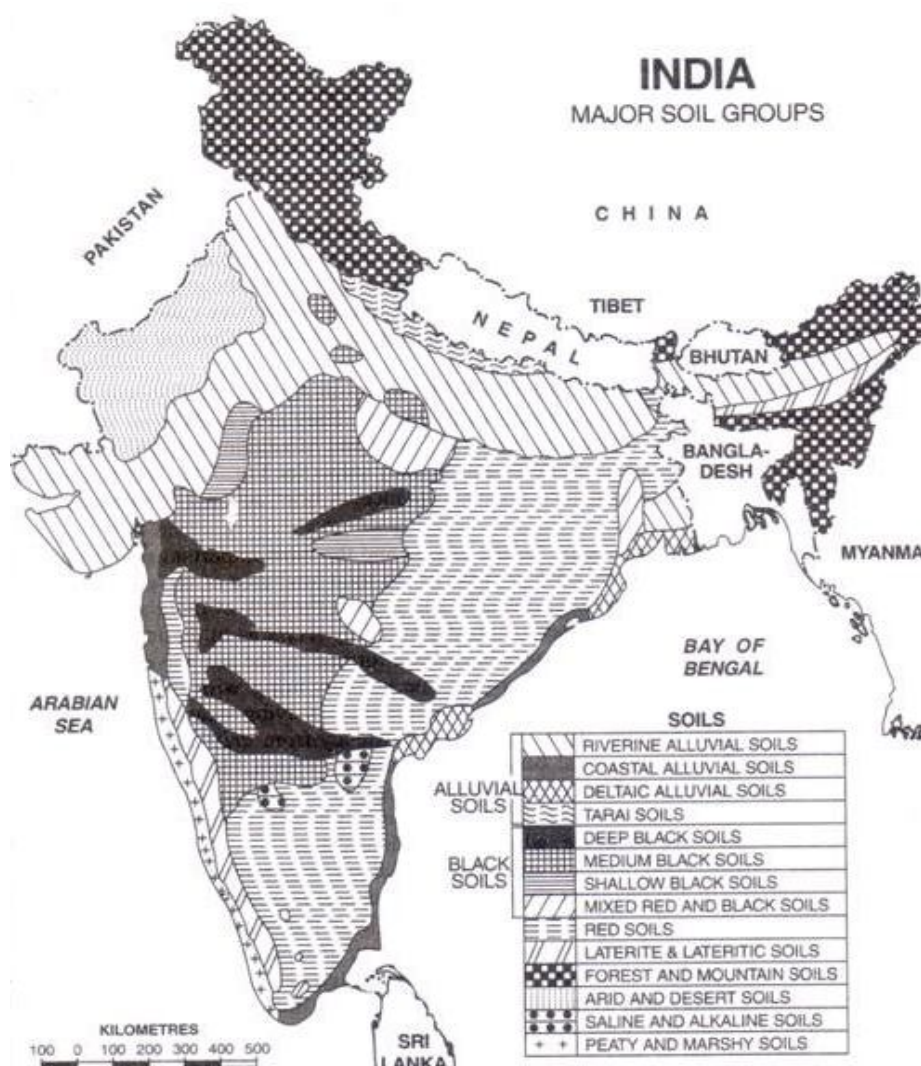 INDIA
MAJOR SOIL GROUPS
PAKISTAN
CHINA
TIBET
NEPAL
BHUTAN
BANGLA-
DESH
MYANMA
BAY OF
BENGAL
ARABIAN
SEA
SOILS
ALLUVIAL
SOILS
RIVERINE ALLUVIAL SOILS
COASTAL ALLUVIAL SOILS
DELTAIC ALLUVIAL SOILS
TARAI SOILS
BLACK
SOILS
DEEP BLACK SOILS
MEDIUM BLACK SOILS
SHALLOW BLACK SOILS
MIXED RED AND BLACK SOILS
RED SOILS
LATERITE & LATERITIC SOILS
FOREST AND MOUNTAIN SOILS
ARID AND DESERT SOILS
SALINE AND ALKALINE SOILS
PEATY AND MARSHY SOILS
KILOMETRES
100 0 100 200 300 400 500
SRI
LANKA